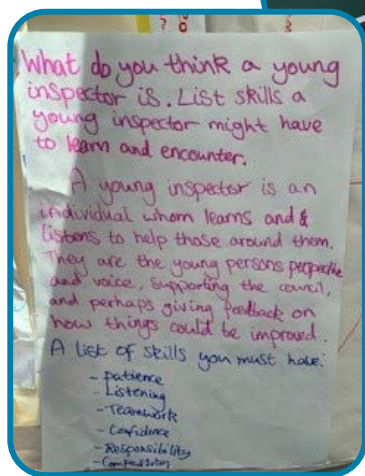 What do you think a young
inspector is. List skills a
young inspector might have
to learn and encounter.
A young inspector is an
individual whom learns and &
listens to help those around them.
They are the young persons perspective
and voice, supporting the council,
and perhaps giving feedback on
how things could be improved.
A list of skills you must have:
- Patience
- Listening
- Teamwork
- Confidence
- Responsibility
- Compassion